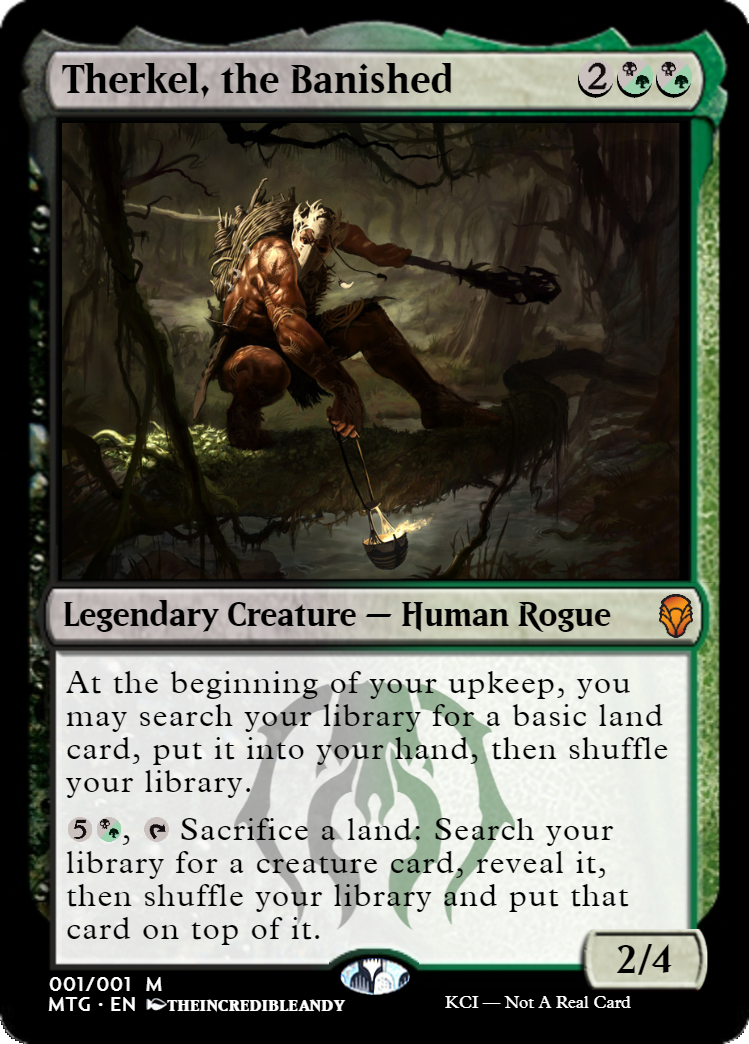 Therkel, the Banished 2
Legendary Creature — Human Rogue
At the beginning of your upkeep, you
may search your library for a basic land
card, put it into your hand, then shuffle
your library.
5 , Sacrifice a land: Search your
library for a creature card, reveal it,
then shuffle your library and put that
card on top of it.
2/4
001/001 M
MTG · EN THEINCREDIBLEANDY
KCI — Not A Real Card